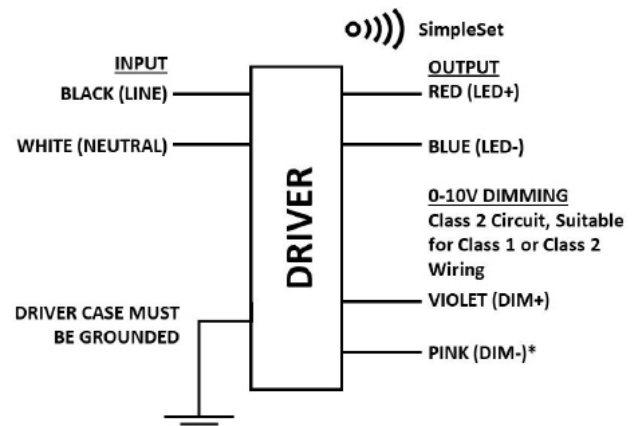 SimpleSet
INPUT
BLACK (LINE)
WHITE (NEUTRAL)
DRIVER CASE MUST
BE GROUNDED
DRIVER
OUTPUT
RED (LED+)
BLUE (LED-)
0-10V DIMMING
Class 2 Circuit, Suitable
for Class 1 or Class 2
Wiring
VIOLET (DIM+)
PINK (DIM-)*